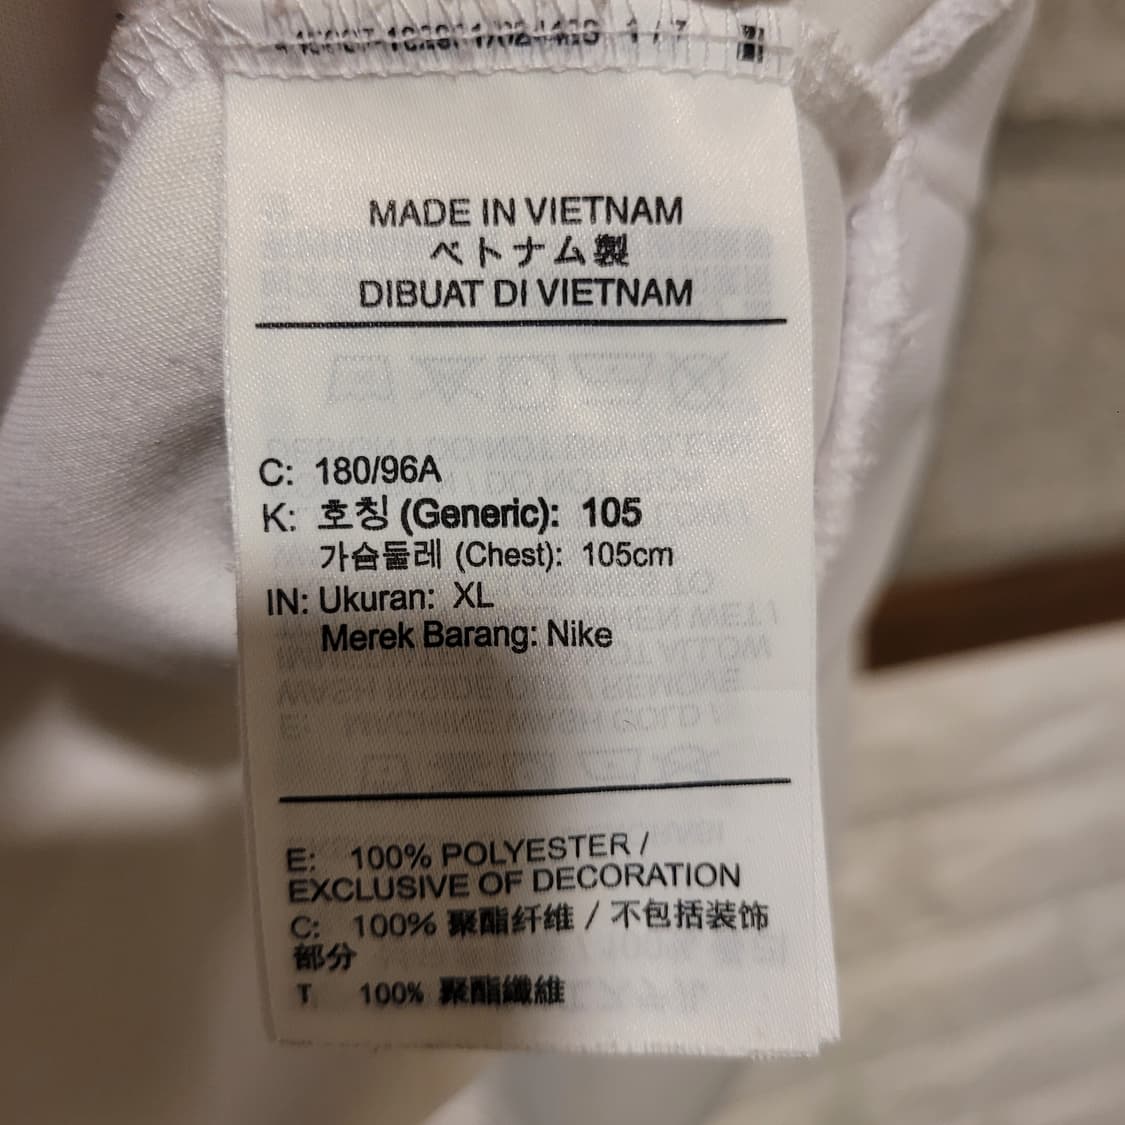 1 / 7
MADE IN VIETNAM
ベトナム製
DIBUAT DI VIETNAM
C: 180/96A
K: 호칭 (Generic): 105
가슴둘레 (Chest): 105cm
IN: Ukuran: XL
Merek Barang: Nike
E: 100% POLYESTER /
EXCLUSIVE OF DECORATION
C: 100% 聚酯纤维 / 不包括装饰
部分
T 100% 聚酯纖維